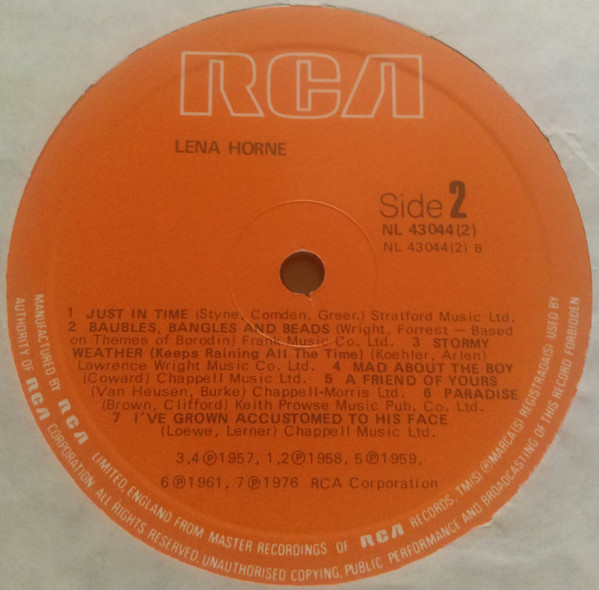 RCA
LENA HORNE
Side 2
NL 43044(2)
NL 43044(2) B
1 JUST IN TIME (Styne, Comden, Greer.) Stratford Music Ltd.
2 BAUBLES, BANGLES AND BEADS (Wright, Forrest — Based
on Themes of Borodin) Frank Music Co. Ltd. 3 STORMY
WEATHER (Keeps Raining All The Time) (Koehler, Arlen)
Lawrence Wright Music Co. Ltd. 4 MAD ABOUT THE BOY
(Coward) Chappell Music Ltd. 5 A FRIEND OF YOURS
(Van Heusen, Burke) Chappell-Morris Ltd. 6 PARADISE
(Brown, Clifford) Keith Prowse Music Pub. Co. Ltd.
7 I'VE GROWN ACCUSTOMED TO HIS FACE
(Loewe, Lerner) Chappell Music Ltd.
3,4℗1957, 1,2℗1958, 5℗1959,
6℗1961, 7℗1976 RCA Corporation
MANUFACTURED BY RCA LIMITED, ENGLAND FROM MASTER RECORDINGS OF RCA RECORDS, TM(S) ®MARCA(S) REGISTRADA(S) USED BY
AUTHORITY OF RCA CORPORATION. ALL RIGHTS RESERVED, UNAUTHORISED COPYING, PUBLIC PERFORMANCE AND BROADCASTING OF THIS RECORD FORBIDDEN